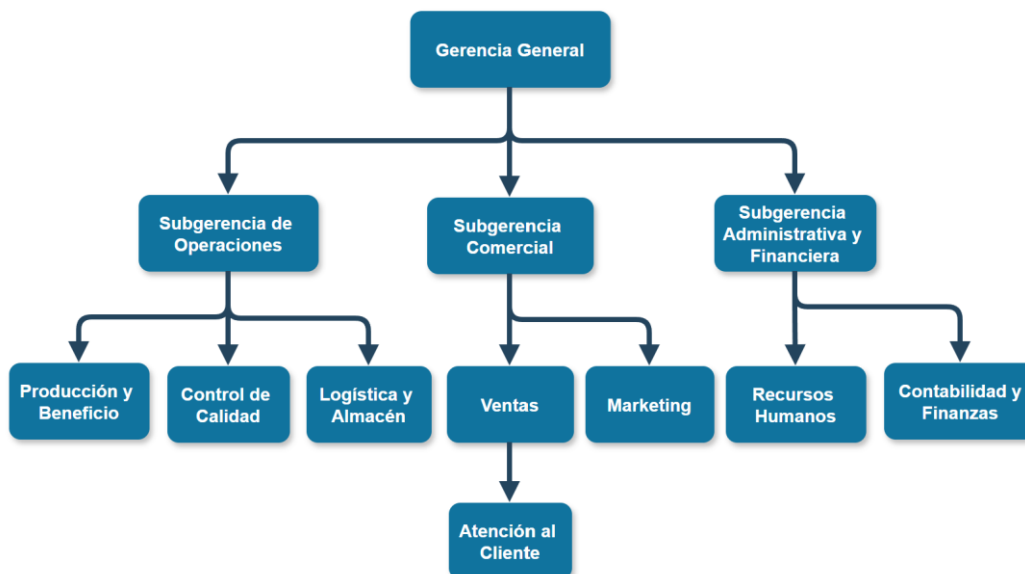 Gerencia General
Subgerencia de
Operaciones
Subgerencia
Comercial
Subgerencia
Administrativa y
Financiera
Producción y
Beneficio
Control de
Calidad
Logística y
Almacén
Ventas
Marketing
Recursos
Humanos
Contabilidad y
Finanzas
Atención al
Cliente